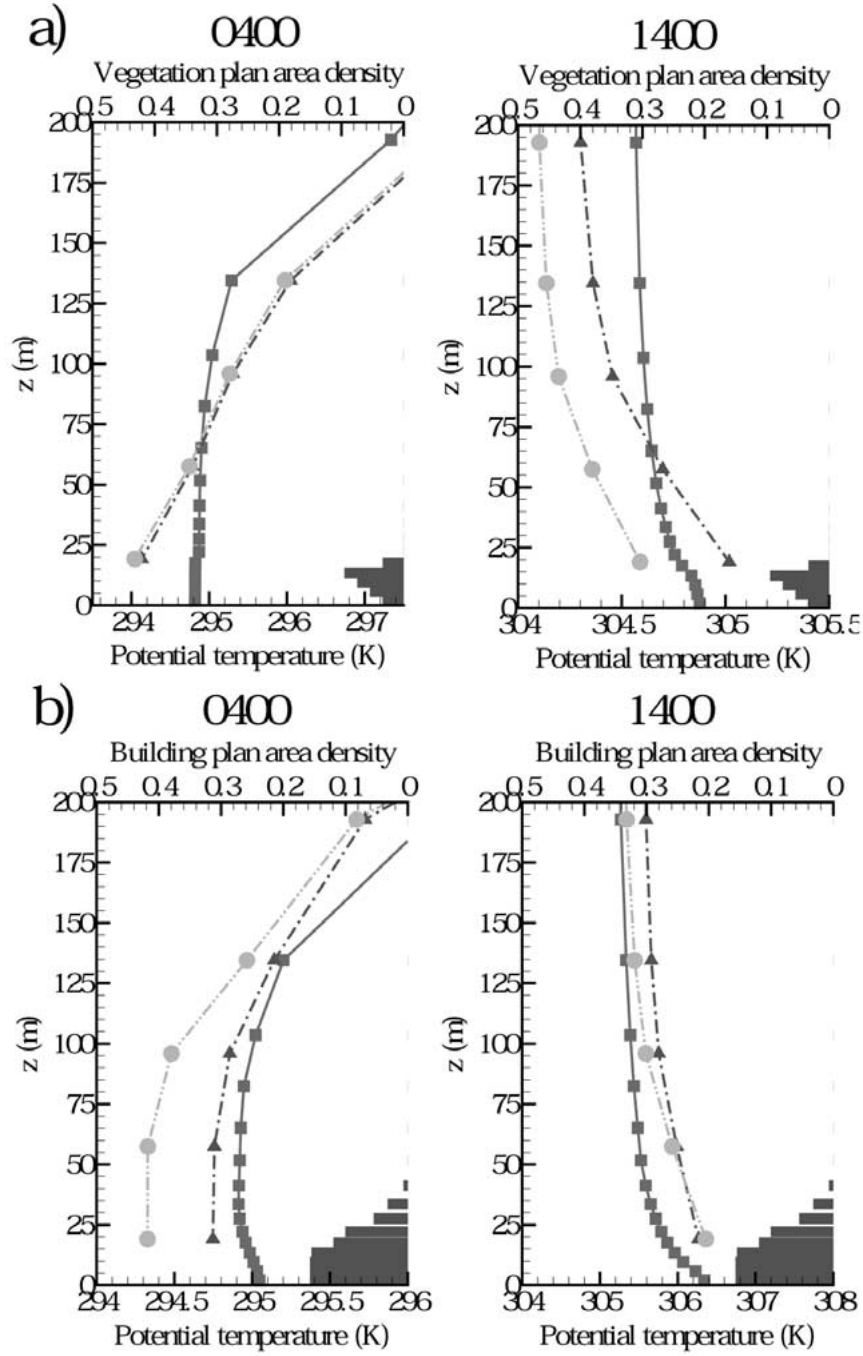 a)
0400
1400
Vegetation plan area density
Vegetation plan area density
0.5 0.4 0.3 0.2 0.1 0
0.5 0.4 0.3 0.2 0.1 0
200
175
150
125
100
75
50
25
0
z (m)
200
175
150
125
100
75
50
25
0
z (m)
294 295 296 297
304 304.5 305 305.5
Potential temperature (K)
Potential temperature (K)
b)
0400
1400
Building plan area density
Building plan area density
0.5 0.4 0.3 0.2 0.1 0
0.5 0.4 0.3 0.2 0.1 0
200
175
150
125
100
75
50
25
0
z (m)
200
175
150
125
100
75
50
25
0
z (m)
294 294.5 295 295.5 296
304 305 306 307 308
Potential temperature (K)
Potential temperature (K)